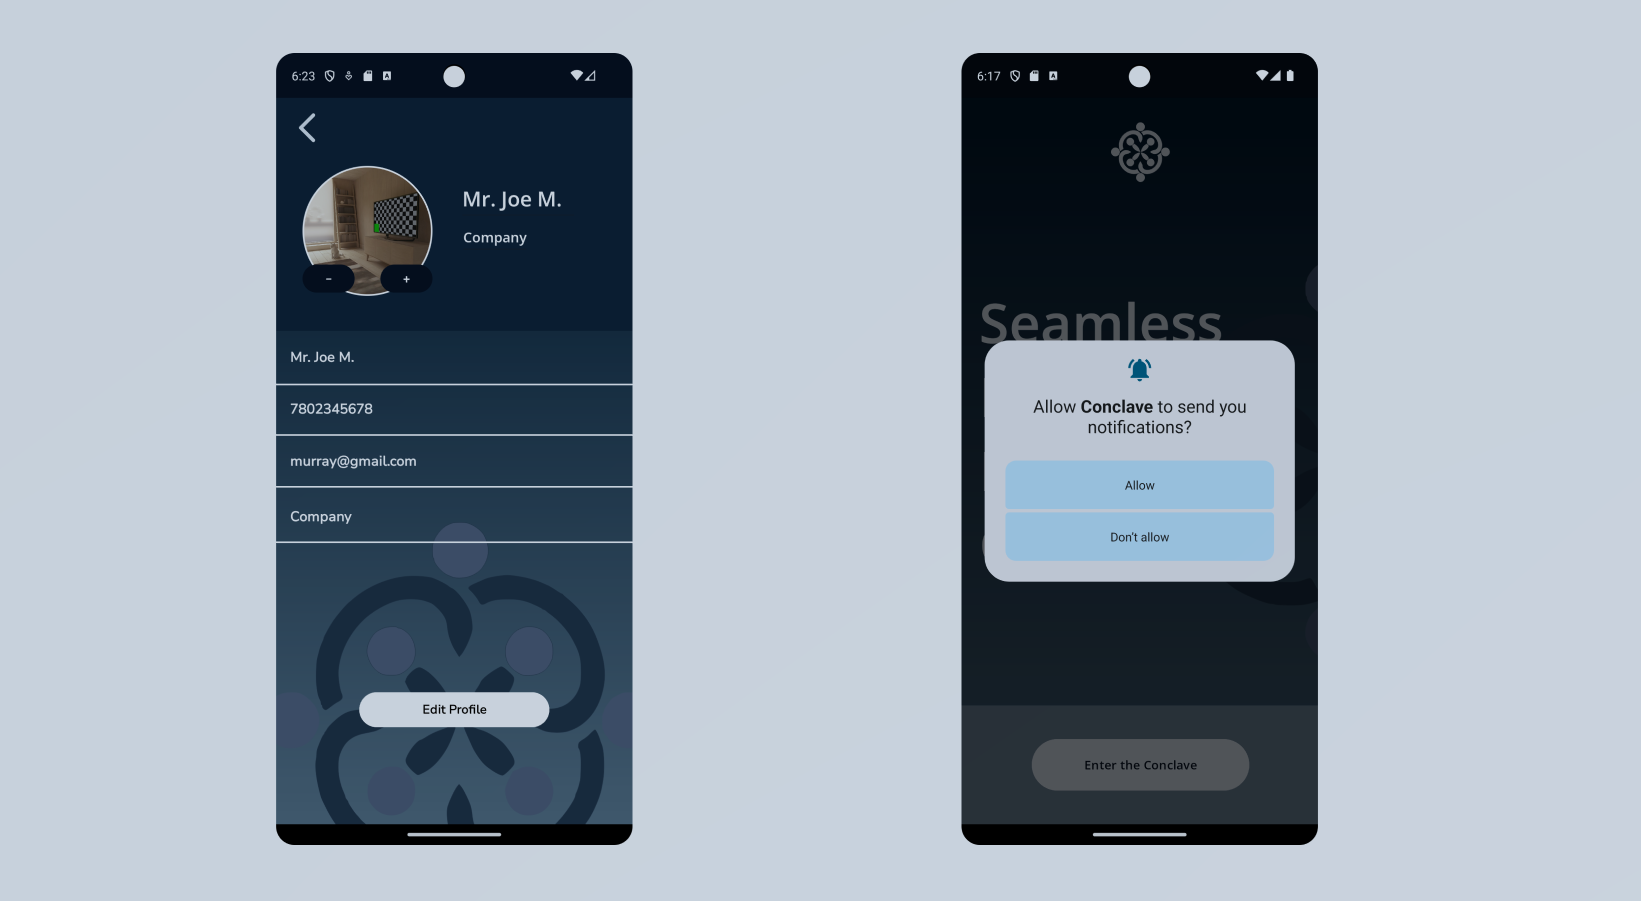 6:23
Mr. Joe M.
Company
-
+
Mr. Joe M.
7802345678
murray@gmail.com
Company
Edit Profile
6:17
Seamless
Allow Conclave to send you
notifications?
Allow
Don't allow
Enter the Conclave